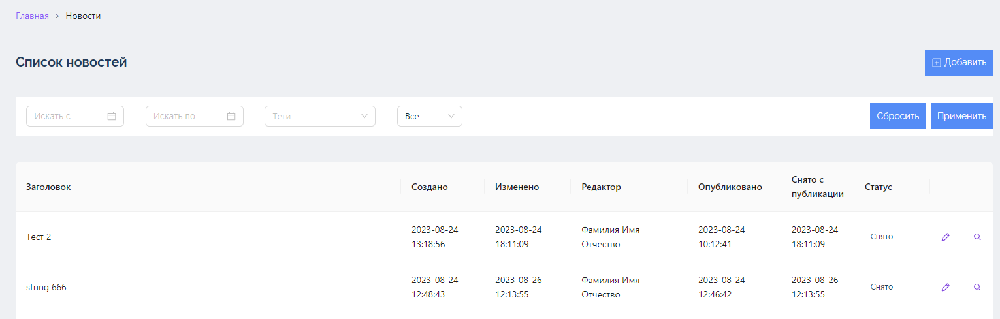 Главная > Новости
Список новостей
Добавить
Искать с...
Искать по...
Теги
Все
Сбросить
Применить
Заголовок
Создано
Изменено
Редактор
Опубликовано
Снято с
публикации
Статус
Тест 2
2023-08-24
13:18:56
2023-08-24
18:11:09
Фамилия Имя
Отчество
2023-08-24
10:12:41
2023-08-24
18:11:09
Снято
string 666
2023-08-24
12:48:43
2023-08-26
12:13:55
Фамилия Имя
Отчество
2023-08-24
12:46:42
2023-08-26
12:13:55
Снято